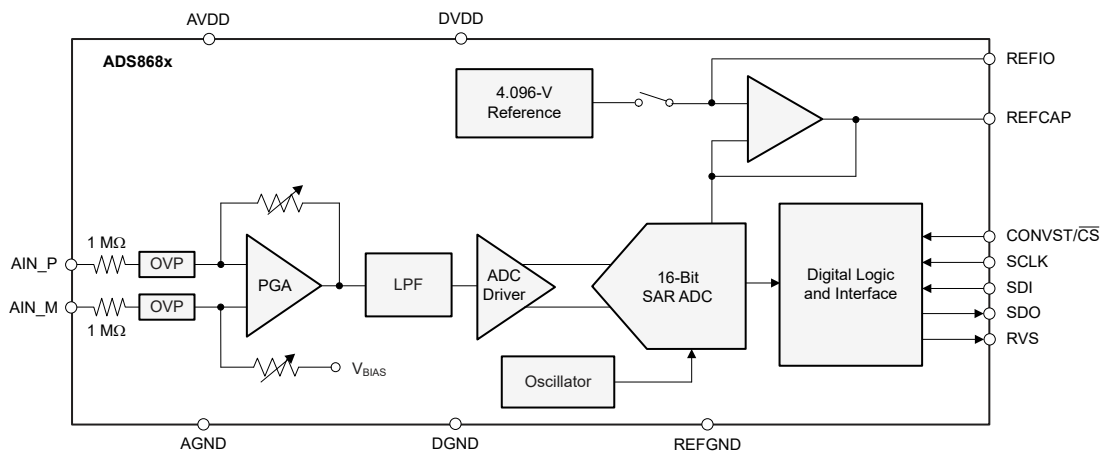 AVDD
DVDD
ADS868x
REFIO
4.096-V
Reference
REFCAP
1 MΩ
AIN_P
OVP
PGA
LPF
ADC
Driver
16-Bit
SAR ADC
Digital Logic
and Interface
CONVST/C̅S̅
SCLK
SDI
SDO
RVS
AIN_M
OVP
1 MΩ
VBIAS
Oscillator
AGND
DGND
REFGND